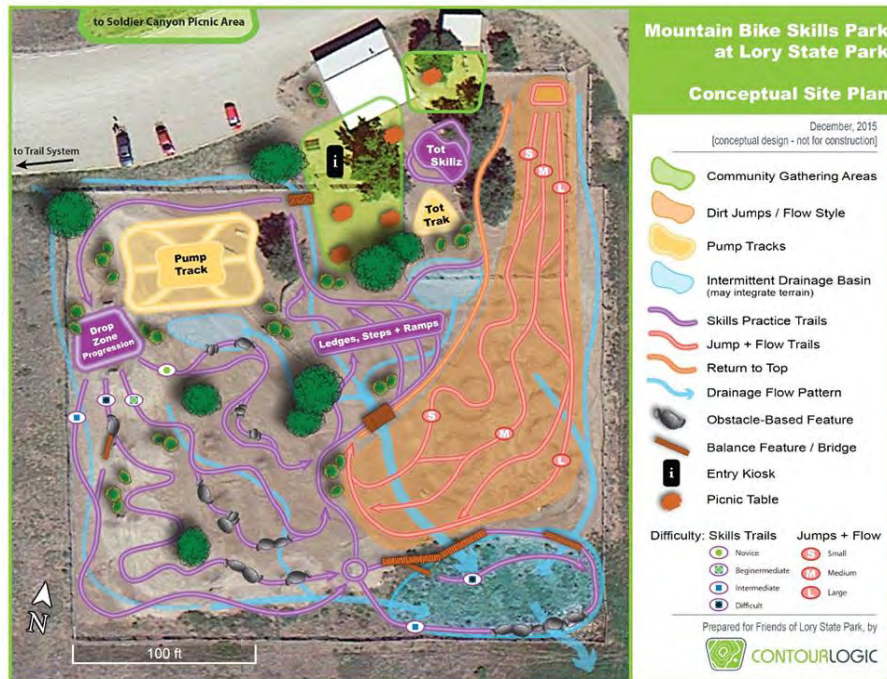 to Soldier Canyon Picnic Area
to Trail System
Tot
Skillz
Tot
Trak
Pump
Track
Drop
Zone
Progression
Ledges, Steps + Ramps
S
M
L
S
M
L
i
N
100 ft
Mountain Bike Skills Park
at Lory State Park
Conceptual Site Plan
December, 2015
[conceptual design - not for construction]
Community Gathering Areas
Dirt Jumps / Flow Style
Pump Tracks
Intermittent Drainage Basin
(may integrate terrain)
Skills Practice Trails
Jump + Flow Trails
Return to Top
Drainage Flow Pattern
Obstacle-Based Feature
Balance Feature / Bridge
i Entry Kiosk
Picnic Table
Difficulty: Skills Trails Jumps + Flow
Novice S Small
Beginermediate M Medium
Intermediate L Large
Difficult
Prepared for Friends of Lory State Park, by
CONTOURLOGIC